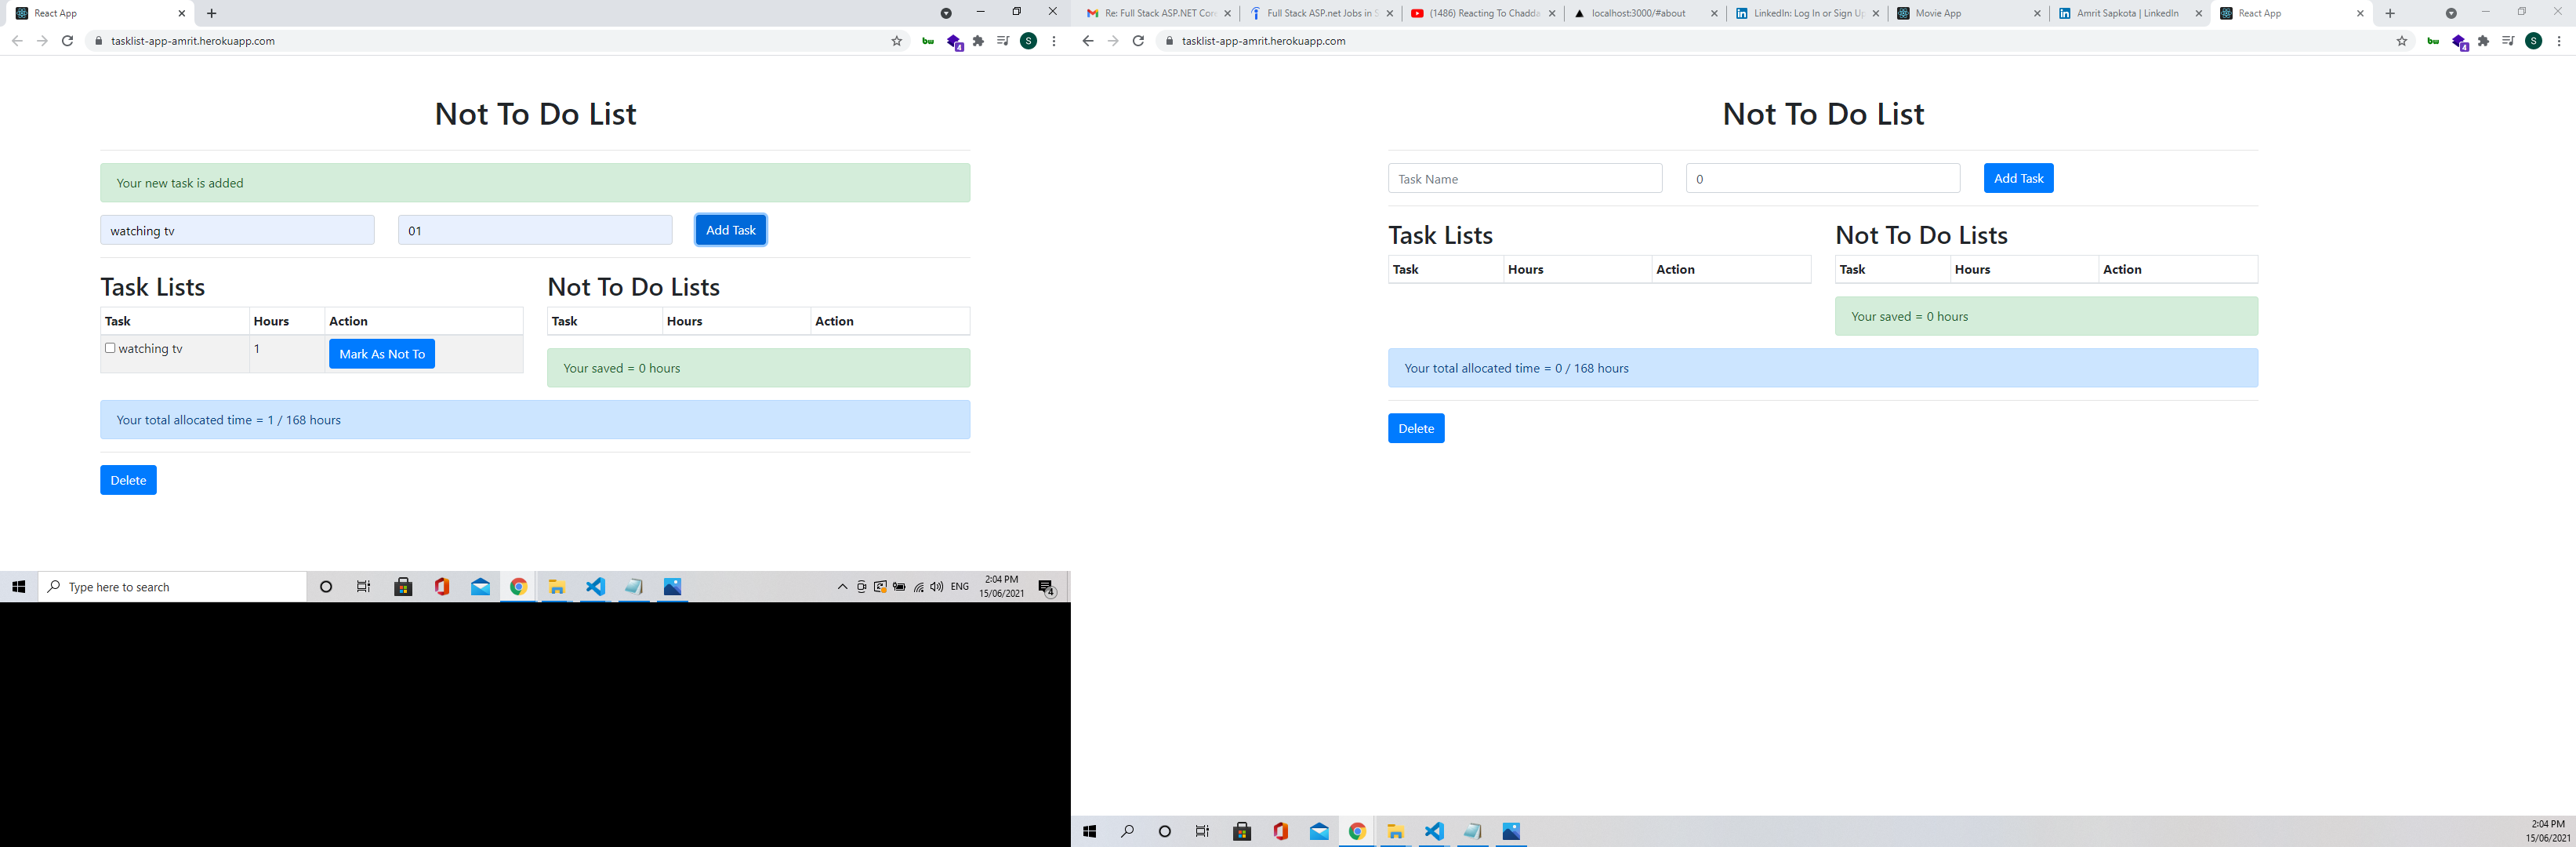 React App
tasklist-app-amrit.herokuapp.com
4
S
Not To Do List
Your new task is added
watching tv
01
Add Task
Task Lists
Task Hours Action
watching tv 1 Mark As Not To
Not To Do Lists
Task Hours Action
Your saved = 0 hours
Your total allocated time = 1 / 168 hours
Delete
Type here to search
ENG
2:04 PM
15/06/2021
4
Re: Full Stack ASP.NET Cor
Full Stack ASP.net Jobs in S
(1486) Reacting To Chadda
localhost:3000/#about
LinkedIn: Log In or Sign Up
Movie App
Amrit Sapkota | LinkedIn
React App
tasklist-app-amrit.herokuapp.com
4
S
Not To Do List
Task Name
0
Add Task
Task Lists
Task Hours Action
Not To Do Lists
Task Hours Action
Your saved = 0 hours
Your total allocated time = 0 / 168 hours
Delete
2:04 PM
15/06/2021